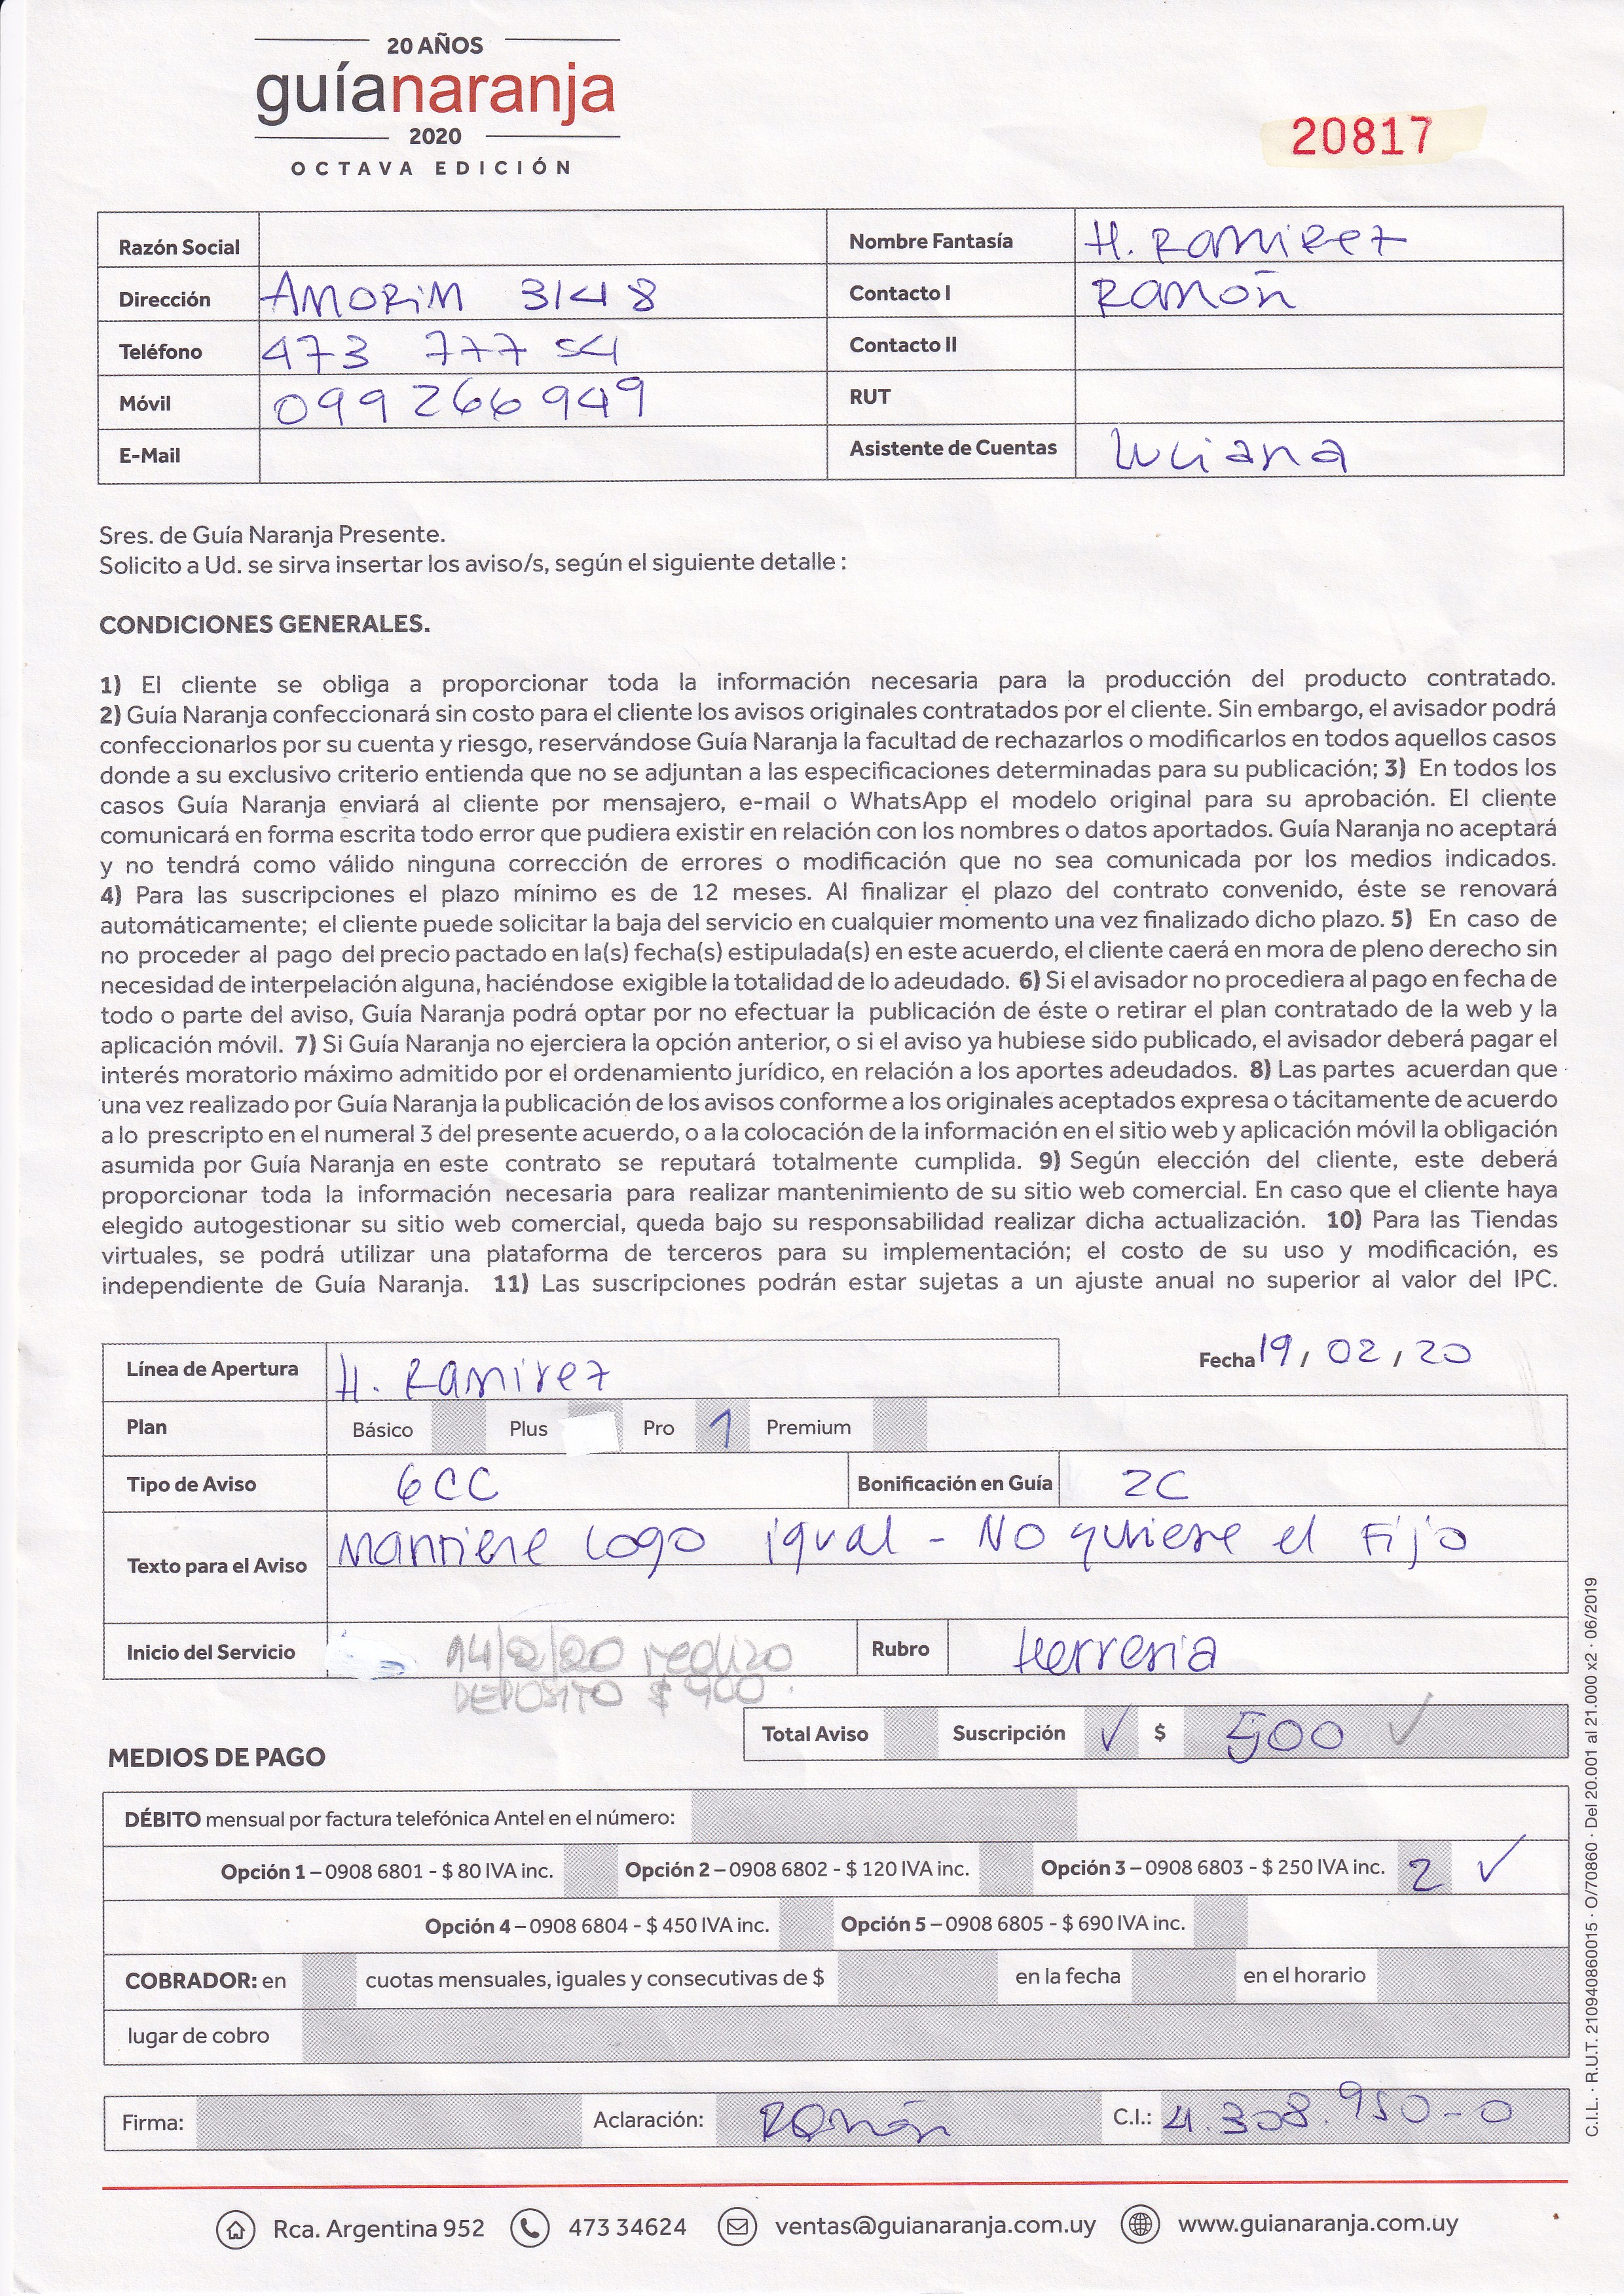 20 AÑOS
guíanaranja
2020
OCTAVA EDICIÓN
20817
Razón Social
Nombre Fantasía H. Ramirez
Dirección AMORiM 3148
Contacto I Ramón
Teléfono 473 777 54
Contacto II
Móvil 099 266 949
RUT
E-Mail
Asistente de Cuentas Luciana
Sres. de Guía Naranja Presente.
Solicito a Ud. se sirva insertar los aviso/s, según el siguiente detalle :
CONDICIONES GENERALES.
1) El cliente se obliga a proporcionar toda la información necesaria para la producción del producto contratado.
2) Guía Naranja confeccionará sin costo para el cliente los avisos originales contratados por el cliente. Sin embargo, el avisador podrá
confeccionarlos por su cuenta y riesgo, reservándose Guía Naranja la facultad de rechazarlos o modificarlos en todos aquellos casos
donde a su exclusivo criterio entienda que no se adjuntan a las especificaciones determinadas para su publicación; 3) En todos los
casos Guía Naranja enviará al cliente por mensajero, e-mail o WhatsApp el modelo original para su aprobación. El cliente
comunicará en forma escrita todo error que pudiera existir en relación con los nombres o datos aportados. Guía Naranja no aceptará
y no tendrá como válido ninguna corrección de errores o modificación que no sea comunicada por los medios indicados.
4) Para las suscripciones el plazo mínimo es de 12 meses. Al finalizar el plazo del contrato convenido, éste se renovará
automáticamente; el cliente puede solicitar la baja del servicio en cualquier momento una vez finalizado dicho plazo. 5) En caso de
no proceder al pago del precio pactado en la(s) fecha(s) estipulada(s) en este acuerdo, el cliente caerá en mora de pleno derecho sin
necesidad de interpelación alguna, haciéndose exigible la totalidad de lo adeudado. 6) Si el avisador no procediera al pago en fecha de
todo o parte del aviso, Guía Naranja podrá optar por no efectuar la publicación de éste o retirar el plan contratado de la web y la
aplicación móvil. 7) Si Guía Naranja no ejerciera la opción anterior, o si el aviso ya hubiese sido publicado, el avisador deberá pagar el
interés moratorio máximo admitido por el ordenamiento jurídico, en relación a los aportes adeudados. 8) Las partes acuerdan que
una vez realizado por Guía Naranja la publicación de los avisos conforme a los originales aceptados expresa o tácitamente de acuerdo
a lo prescripto en el numeral 3 del presente acuerdo, o a la colocación de la información en el sitio web y aplicación móvil la obligación
asumida por Guía Naranja en este contrato se reputará totalmente cumplida. 9) Según elección del cliente, este deberá
proporcionar toda la información necesaria para realizar mantenimiento de su sitio web comercial. En caso que el cliente haya
elegido autogestionar su sitio web comercial, queda bajo su responsabilidad realizar dicha actualización. 10) Para las Tiendas
virtuales, se podrá utilizar una plataforma de terceros para su implementación; el costo de su uso y modificación, es
independiente de Guía Naranja. 11) Las suscripciones podrán estar sujetas a un ajuste anual no superior al valor del IPC.
Línea de Apertura H. Ramirez
Fecha 19 / 02 / 20
Plan Básico Plus Pro 1 Premium
Tipo de Aviso 6CC Bonificación en Guía 2C
Texto para el Aviso Mantiene Logo igual - No quiere el Fijo
Inicio del Servicio 14/2/20 realizo
DEPOSITO $ 900.
Rubro Herreria
Total Aviso Suscripción ✓ $ 500 ✓
MEDIOS DE PAGO
DÉBITO mensual por factura telefónica Antel en el número:
Opción 1 – 0908 6801 - $ 80 IVA inc. Opción 2 – 0908 6802 - $ 120 IVA inc. Opción 3 – 0908 6803 - $ 250 IVA inc. 2 ✓
Opción 4 – 0908 6804 - $ 450 IVA inc. Opción 5 – 0908 6805 - $ 690 IVA inc.
COBRADOR: en cuotas mensuales, iguales y consecutivas de $ en la fecha en el horario
lugar de cobro
Firma: Aclaración: Ramón C.I.: 4.308.950-0
Rca. Argentina 952 473 34624 ventas@guianaranja.com.uy www.guianaranja.com.uy
C.I.L. · R.U.T. 210940860015 · O/70860 · Del 20.001 al 21.000 x2 · 06/2019